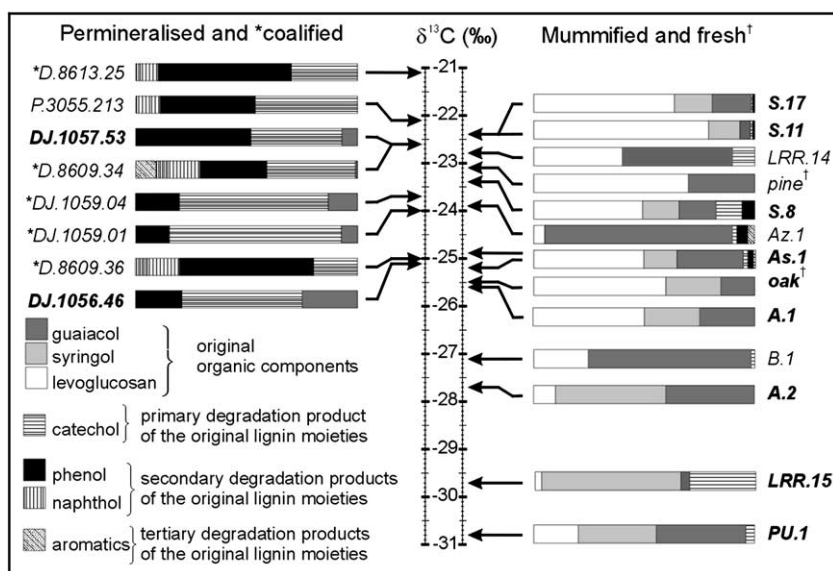 Permineralised and *coalified
δ¹³C (‰)
Mummified and fresh†
*D.8613.25
P.3055.213
DJ.1057.53
*D.8609.34
*DJ.1059.04
*DJ.1059.01
*D.8609.36
DJ.1056.46
guaiacol
syringol
levoglucosan
original
organic components
catechol
primary degradation product
of the original lignin moieties
phenol
naphthol
secondary degradation products
of the original lignin moieties
aromatics
tertiary degradation products
of the original lignin moieties
-21
-22
-23
-24
-25
-26
-27
-28
-29
-30
-31
S.17
S.11
LRR.14
pine†
S.8
Az.1
As.1
oak†
A.1
B.1
A.2
LRR.15
PU.1